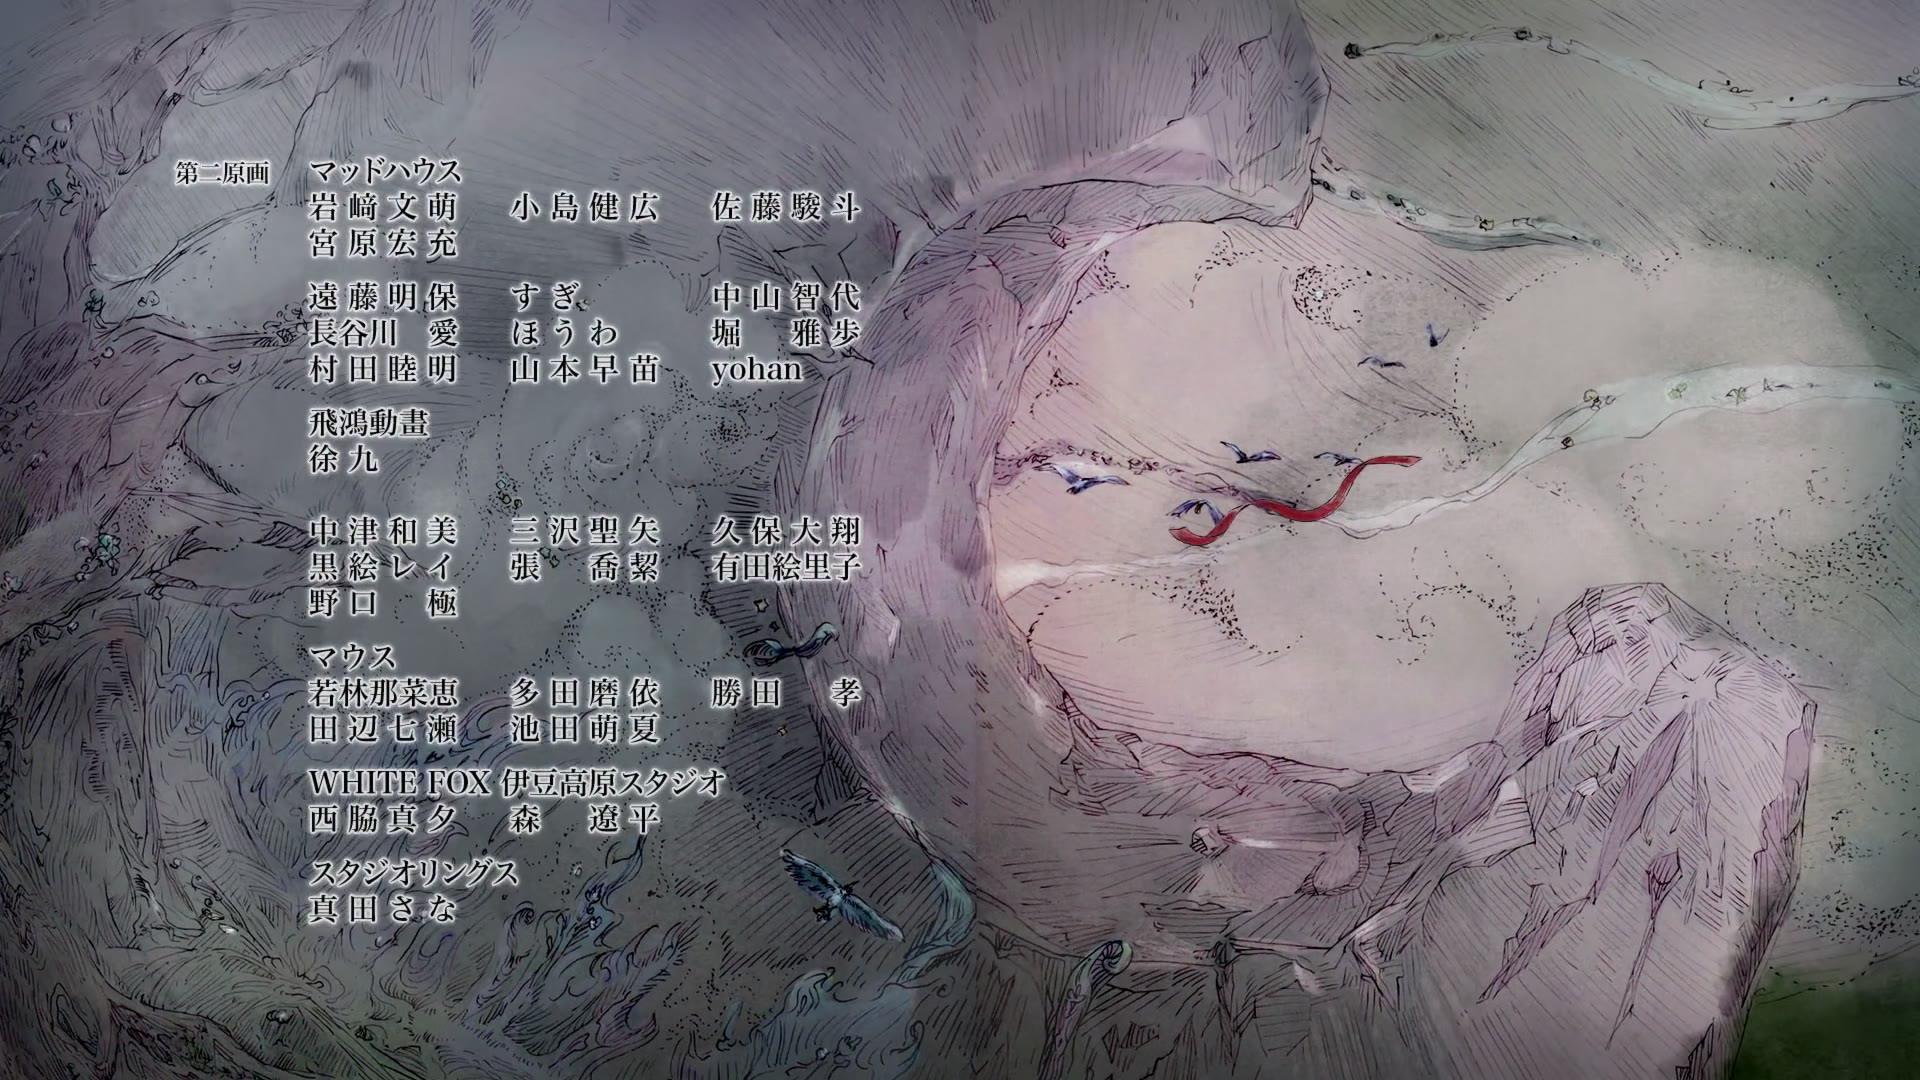 第二原画 マッドハウス
岩﨑文萌 小島健広 佐藤駿斗
宮原宏充
遠藤明保 すぎ 中山智代
長谷川 愛 ほうわ 堀 雅歩
村田睦明 山本早苗 yohan
飛鴻動畫
徐九
中津和美 三沢聖矢 久保大翔
黒絵レイ 張 喬絜 有田絵里子
野口 極
マウス
若林那菜恵 多田磨依 勝田 孝
田辺七瀬 池田萌夏
WHITE FOX 伊豆高原スタジオ
西脇真夕 森 遼平
スタジオリングス
真田さな